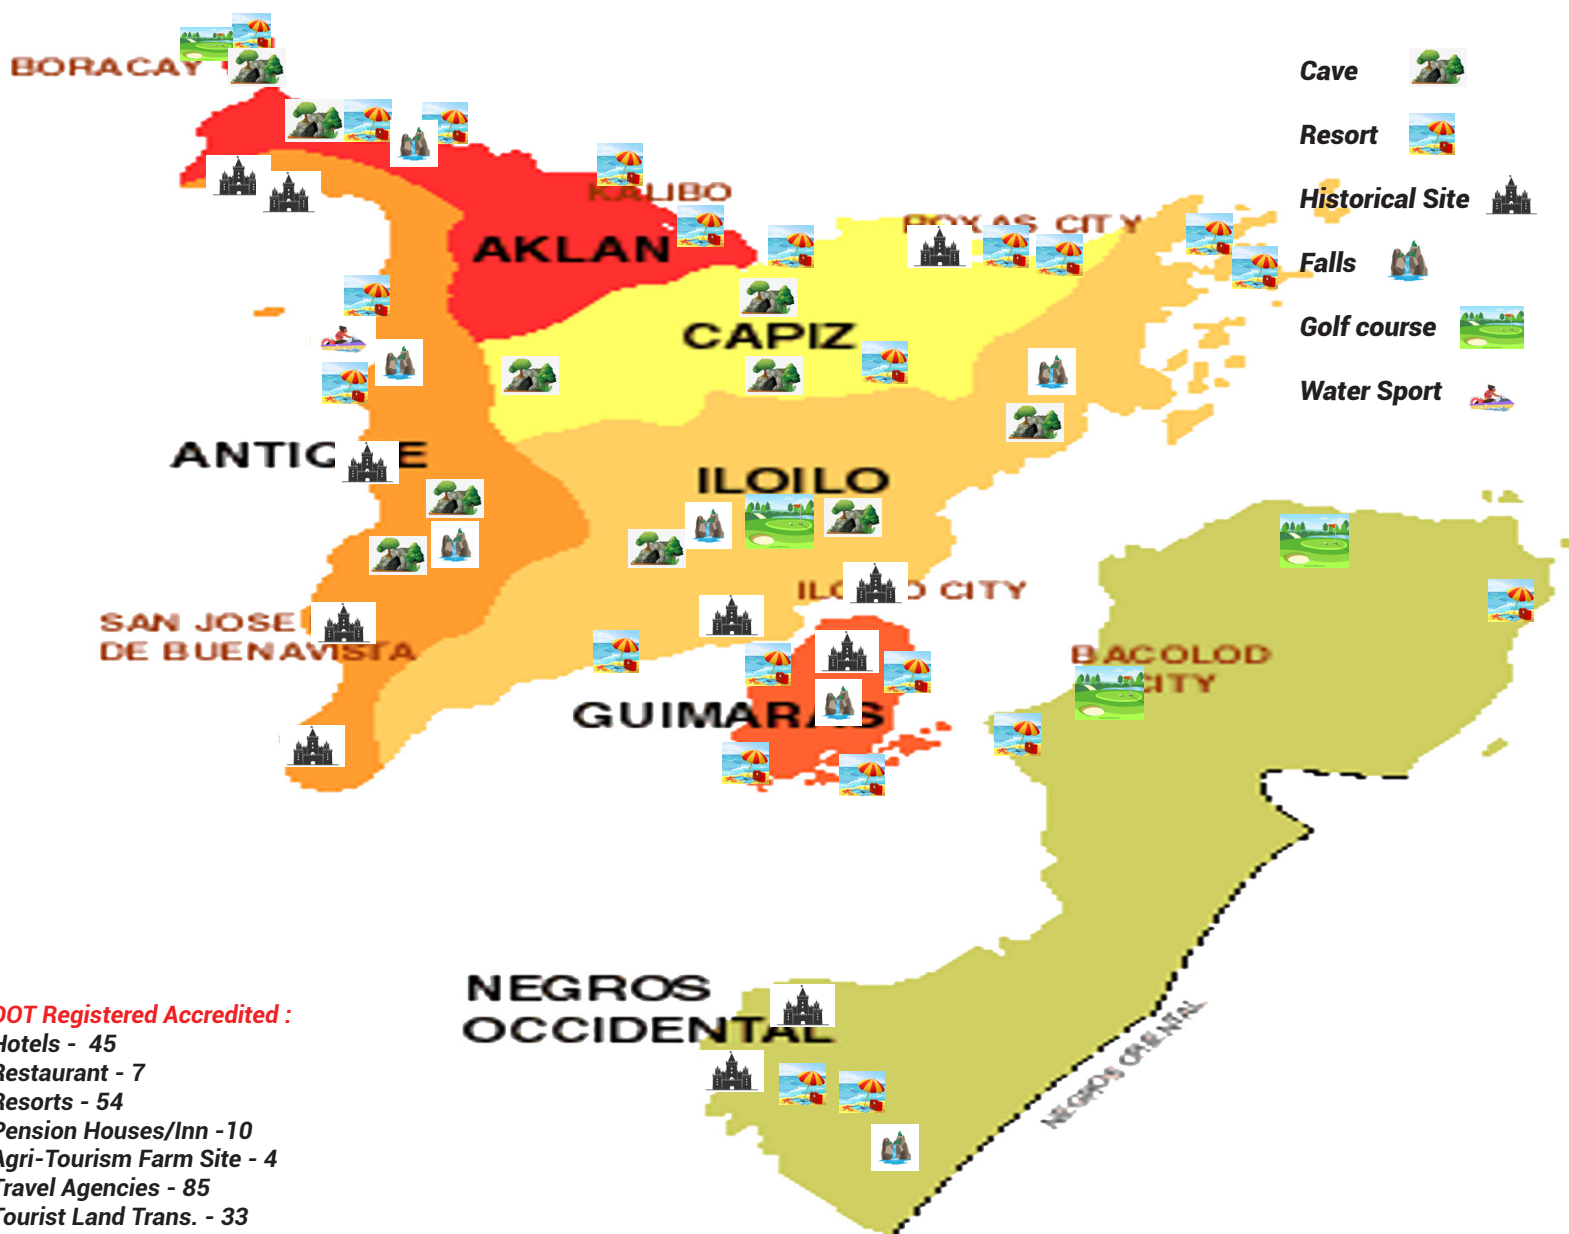 BORACAY
KALIBO
AKLAN
ROXAS CITY
CAPIZ
ILOILO
CITY
SAN JOSE
DE BUENAVISTA
GUIMARAS
BACOLOD
CITY
NEGROS
OCCIDENTAL
NEGROS ORIENTAL
Cave
Resort
Historical Site
Falls
Golf course
Water Sport
DOT Registered Accredited :
Hotels - 45
Restaurant - 7
Resorts - 54
Pension Houses/Inn -10
Agri-Tourism Farm Site - 4
Travel Agencies - 85
Tourist Land Trans. - 33